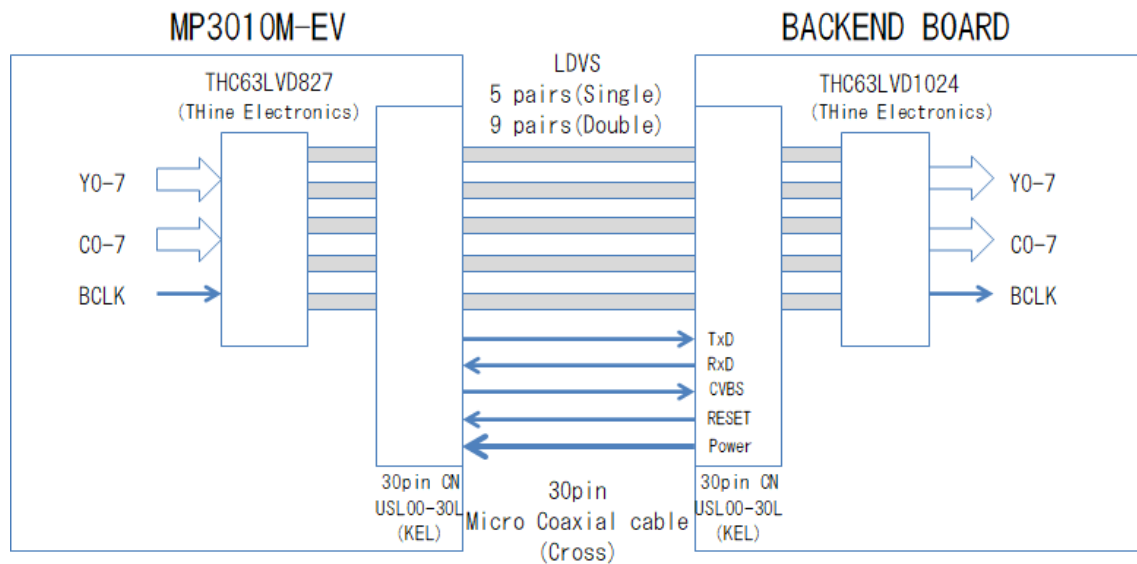 MP3010M-EV
BACKEND BOARD
THC63LVD827
(THine Electronics)
LDVS
5 pairs(Single)
9 pairs(Double)
THC63LVD1024
(THine Electronics)
Y0-7
C0-7
BCLK
Y0-7
C0-7
BCLK
TxD
RxD
CVBS
RESET
Power
30pin CN
USL00-30L
(KEL)
30pin
Micro Coaxial cable
(Cross)
30pin CN
USL00-30L
(KEL)